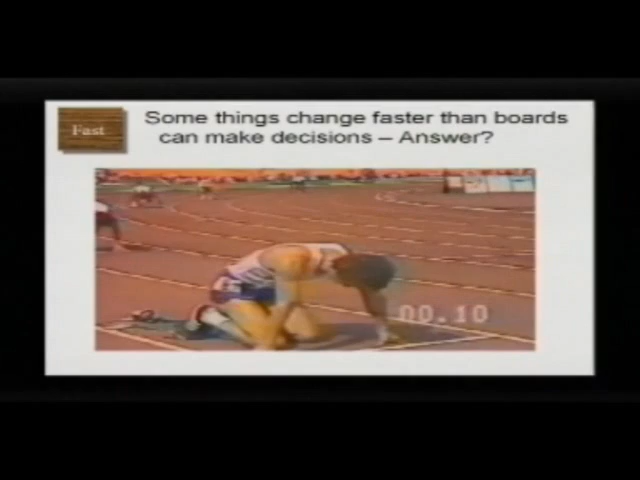 Fast
Some things change faster than boards
can make decisions – Answer?
00.10